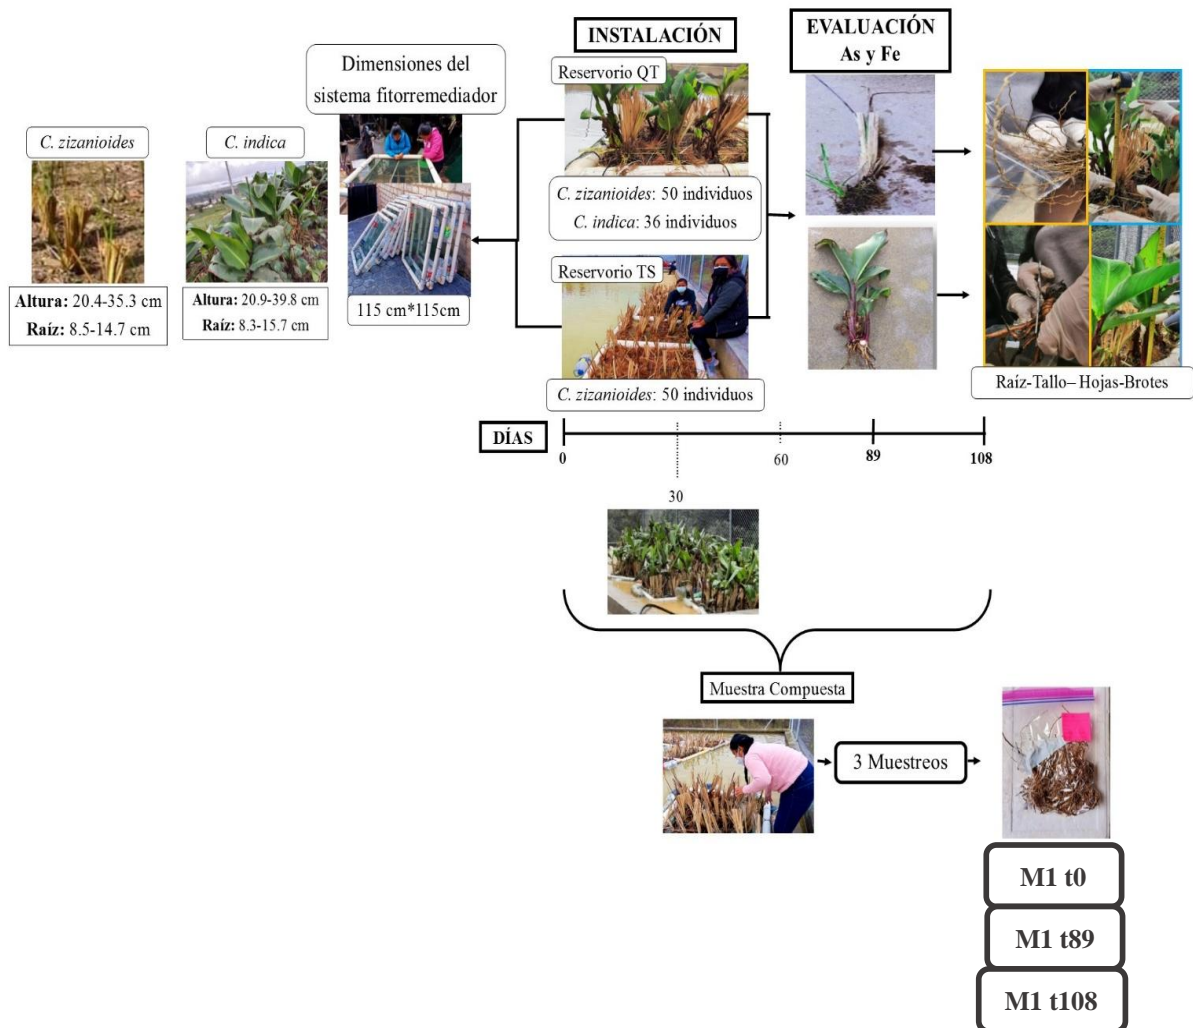 INSTALACIÓN
EVALUACIÓN
As y Fe
Dimensiones del
sistema fitorremediador
Reservorio QT
C. zizanioides
C. indica
C. zizanioides: 50 individuos
C. indica: 36 individuos
Reservorio TS
Altura: 20.4-35.3 cm
Raíz: 8.5-14.7 cm
Altura: 20.9-39.8 cm
Raíz: 8.3-15.7 cm
115 cm*115cm
C. zizanioides: 50 individuos
Raíz-Tallo– Hojas-Brotes
DÍAS
0
30
60
89
108
Muestra Compuesta
3 Muestreos
M1 t0
M1 t89
M1 t108